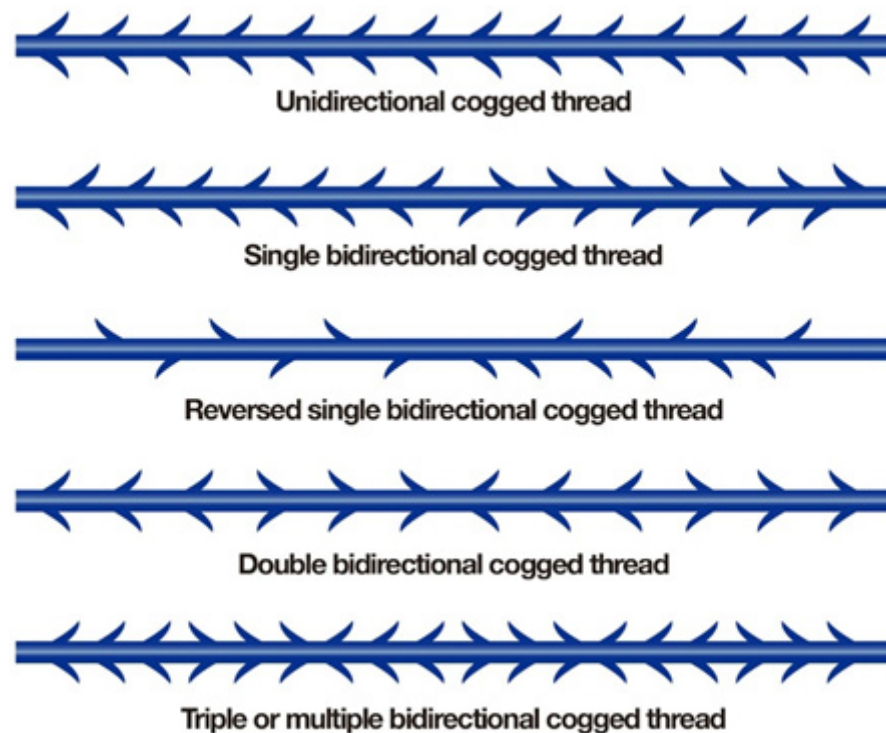 Unidirectional cogged thread
Single bidirectional cogged thread
Reversed single bidirectional cogged thread
Double bidirectional cogged thread
Triple or multiple bidirectional cogged thread